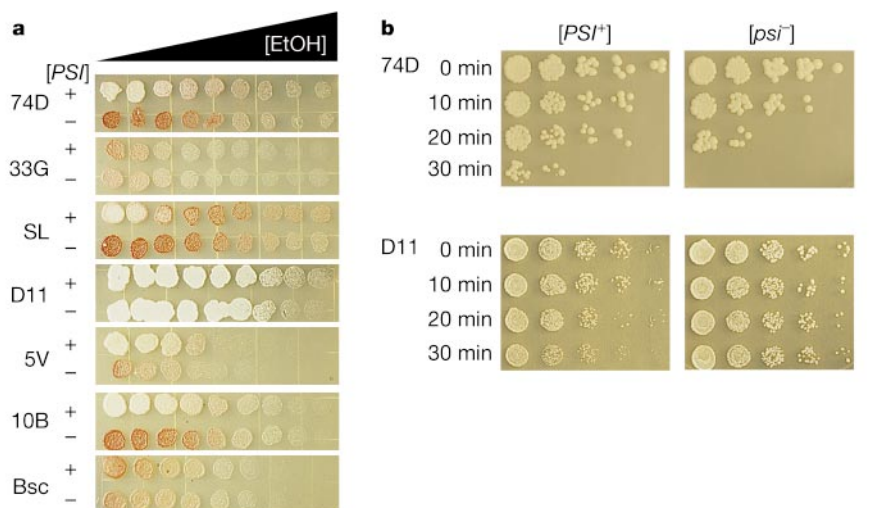 a
[EtOH]
[PSI]
74D + −
33G + −
SL + −
D11 + −
5V + −
10B + −
Bsc + −
b
[PSI⁺] [psi⁻]
74D 0 min
10 min
20 min
30 min
D11 0 min
10 min
20 min
30 min